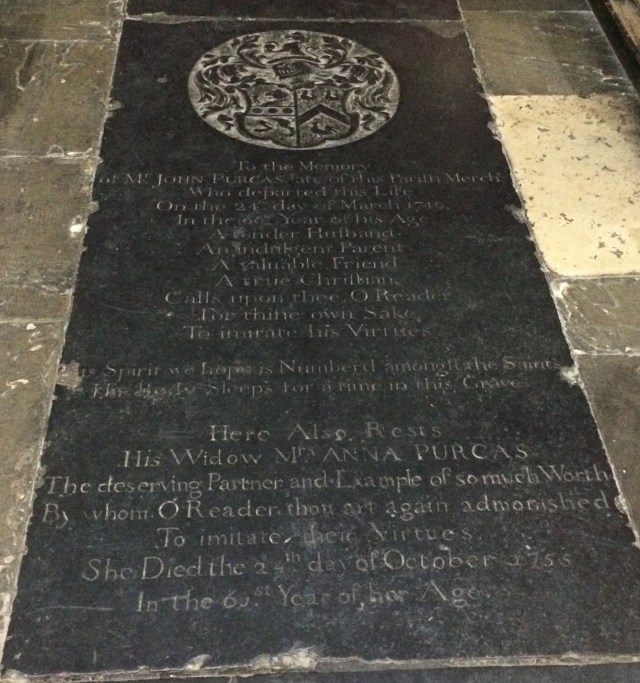 To the Memory
of Mr. JOHN PURCAS late of this Parish Merch.t
Who departed this Life
On the 24 day of March 1749.
In the Year of his Age.
A tender Husband.
An indulgent Parent
A valuable Friend
A true Christian.
Calls upon thee, O Reader
For thine own Sake,
To imitate his Virtues.
His Spirit we hope is Numberd amongst the Saints
His Body Sleeps for a time in this Grave.
Here Also Rests
His Widow Mrs. ANNA PURCAS.
The deserving Partner and Example of so much Worth
By whom, O Reader, thou art again admonished
To imitate their Virtues.
She Died the day of October 1755
In the Year of her Age.